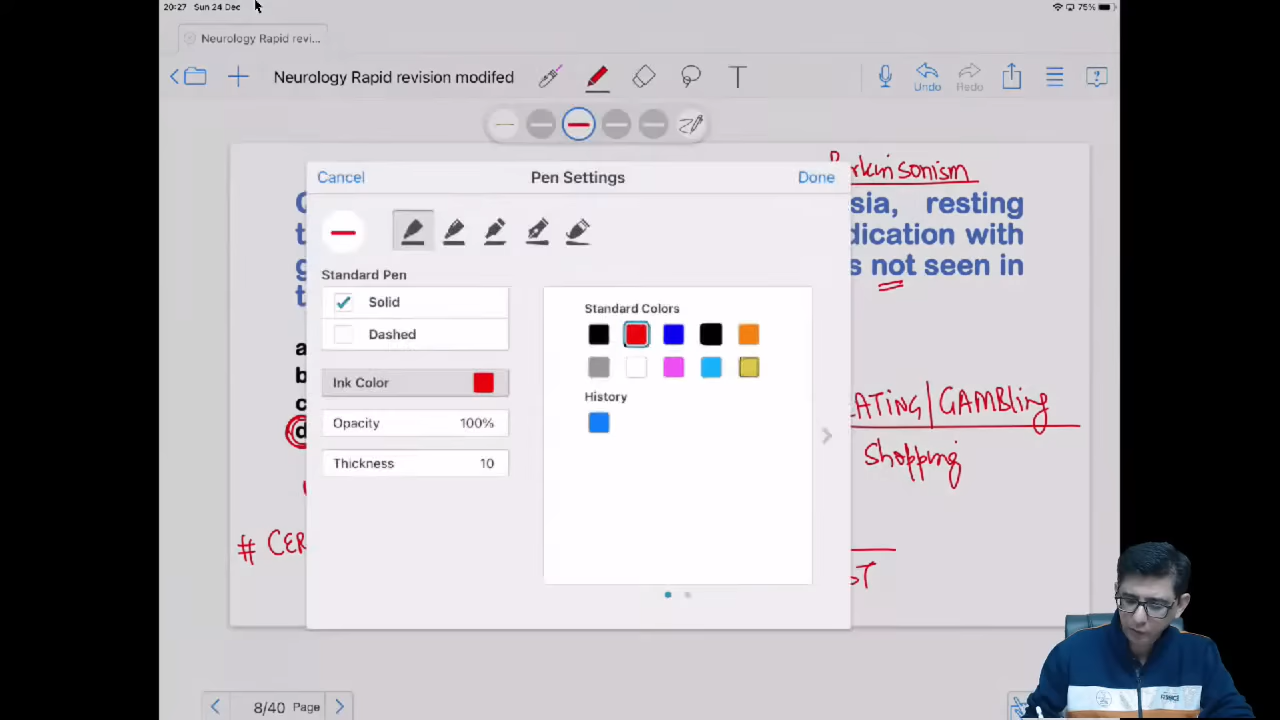 20:27 Sun 24 Dec 75%
Neurology Rapid revi...
Neurology Rapid revision modifed
T Undo Redo
Cancel Pen Settings Done
Parkinsonism
sia, resting
dication with
s not seen in
Standard Pen
Solid
Dashed
Ink Color
Opacity 100%
Thickness 10
Standard Colors
History
a
b
c
d
ATING | GAMBling
Shopping
# CER
ST
8/40 Page